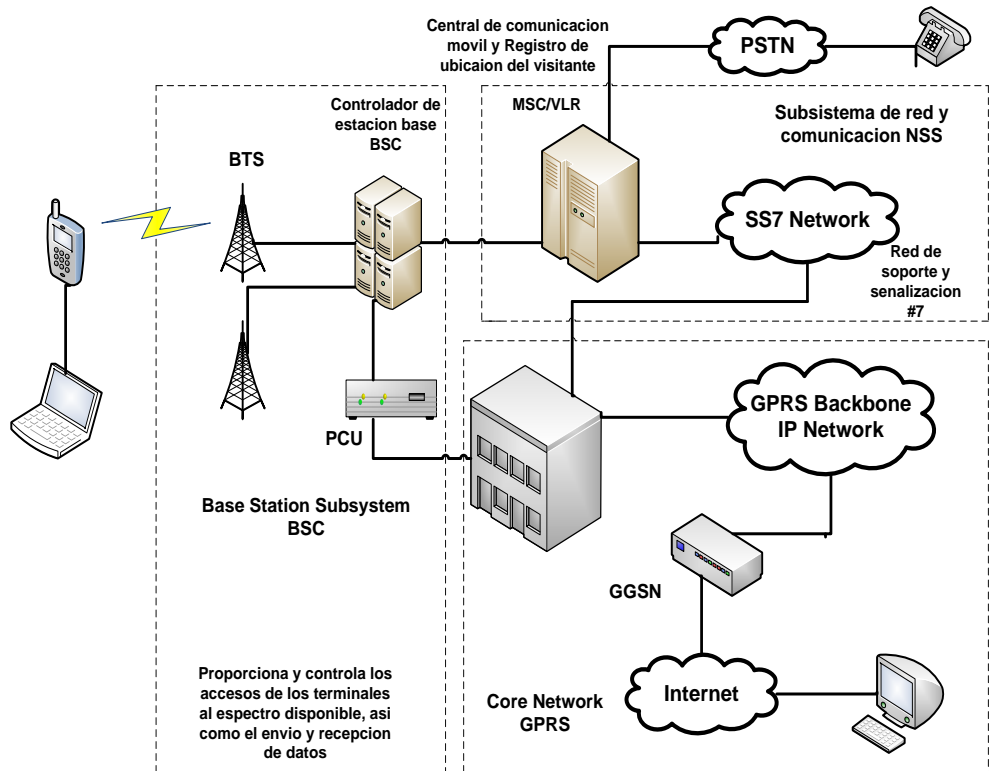 Central de comunicacion
movil y Registro de
ubicaion del visitante
PSTN
Controlador de
estacion base
BSC
MSC/VLR
Subsistema de red y
comunicacion NSS
BTS
SS7 Network
Red de
soporte y
senalizacion
#7
GPRS Backbone
IP Network
PCU
Base Station Subsystem
BSC
GGSN
Proporciona y controla los
accesos de los terminales
al espectro disponible, asi
como el envio y recepcion
de datos
Core Network
GPRS
Internet